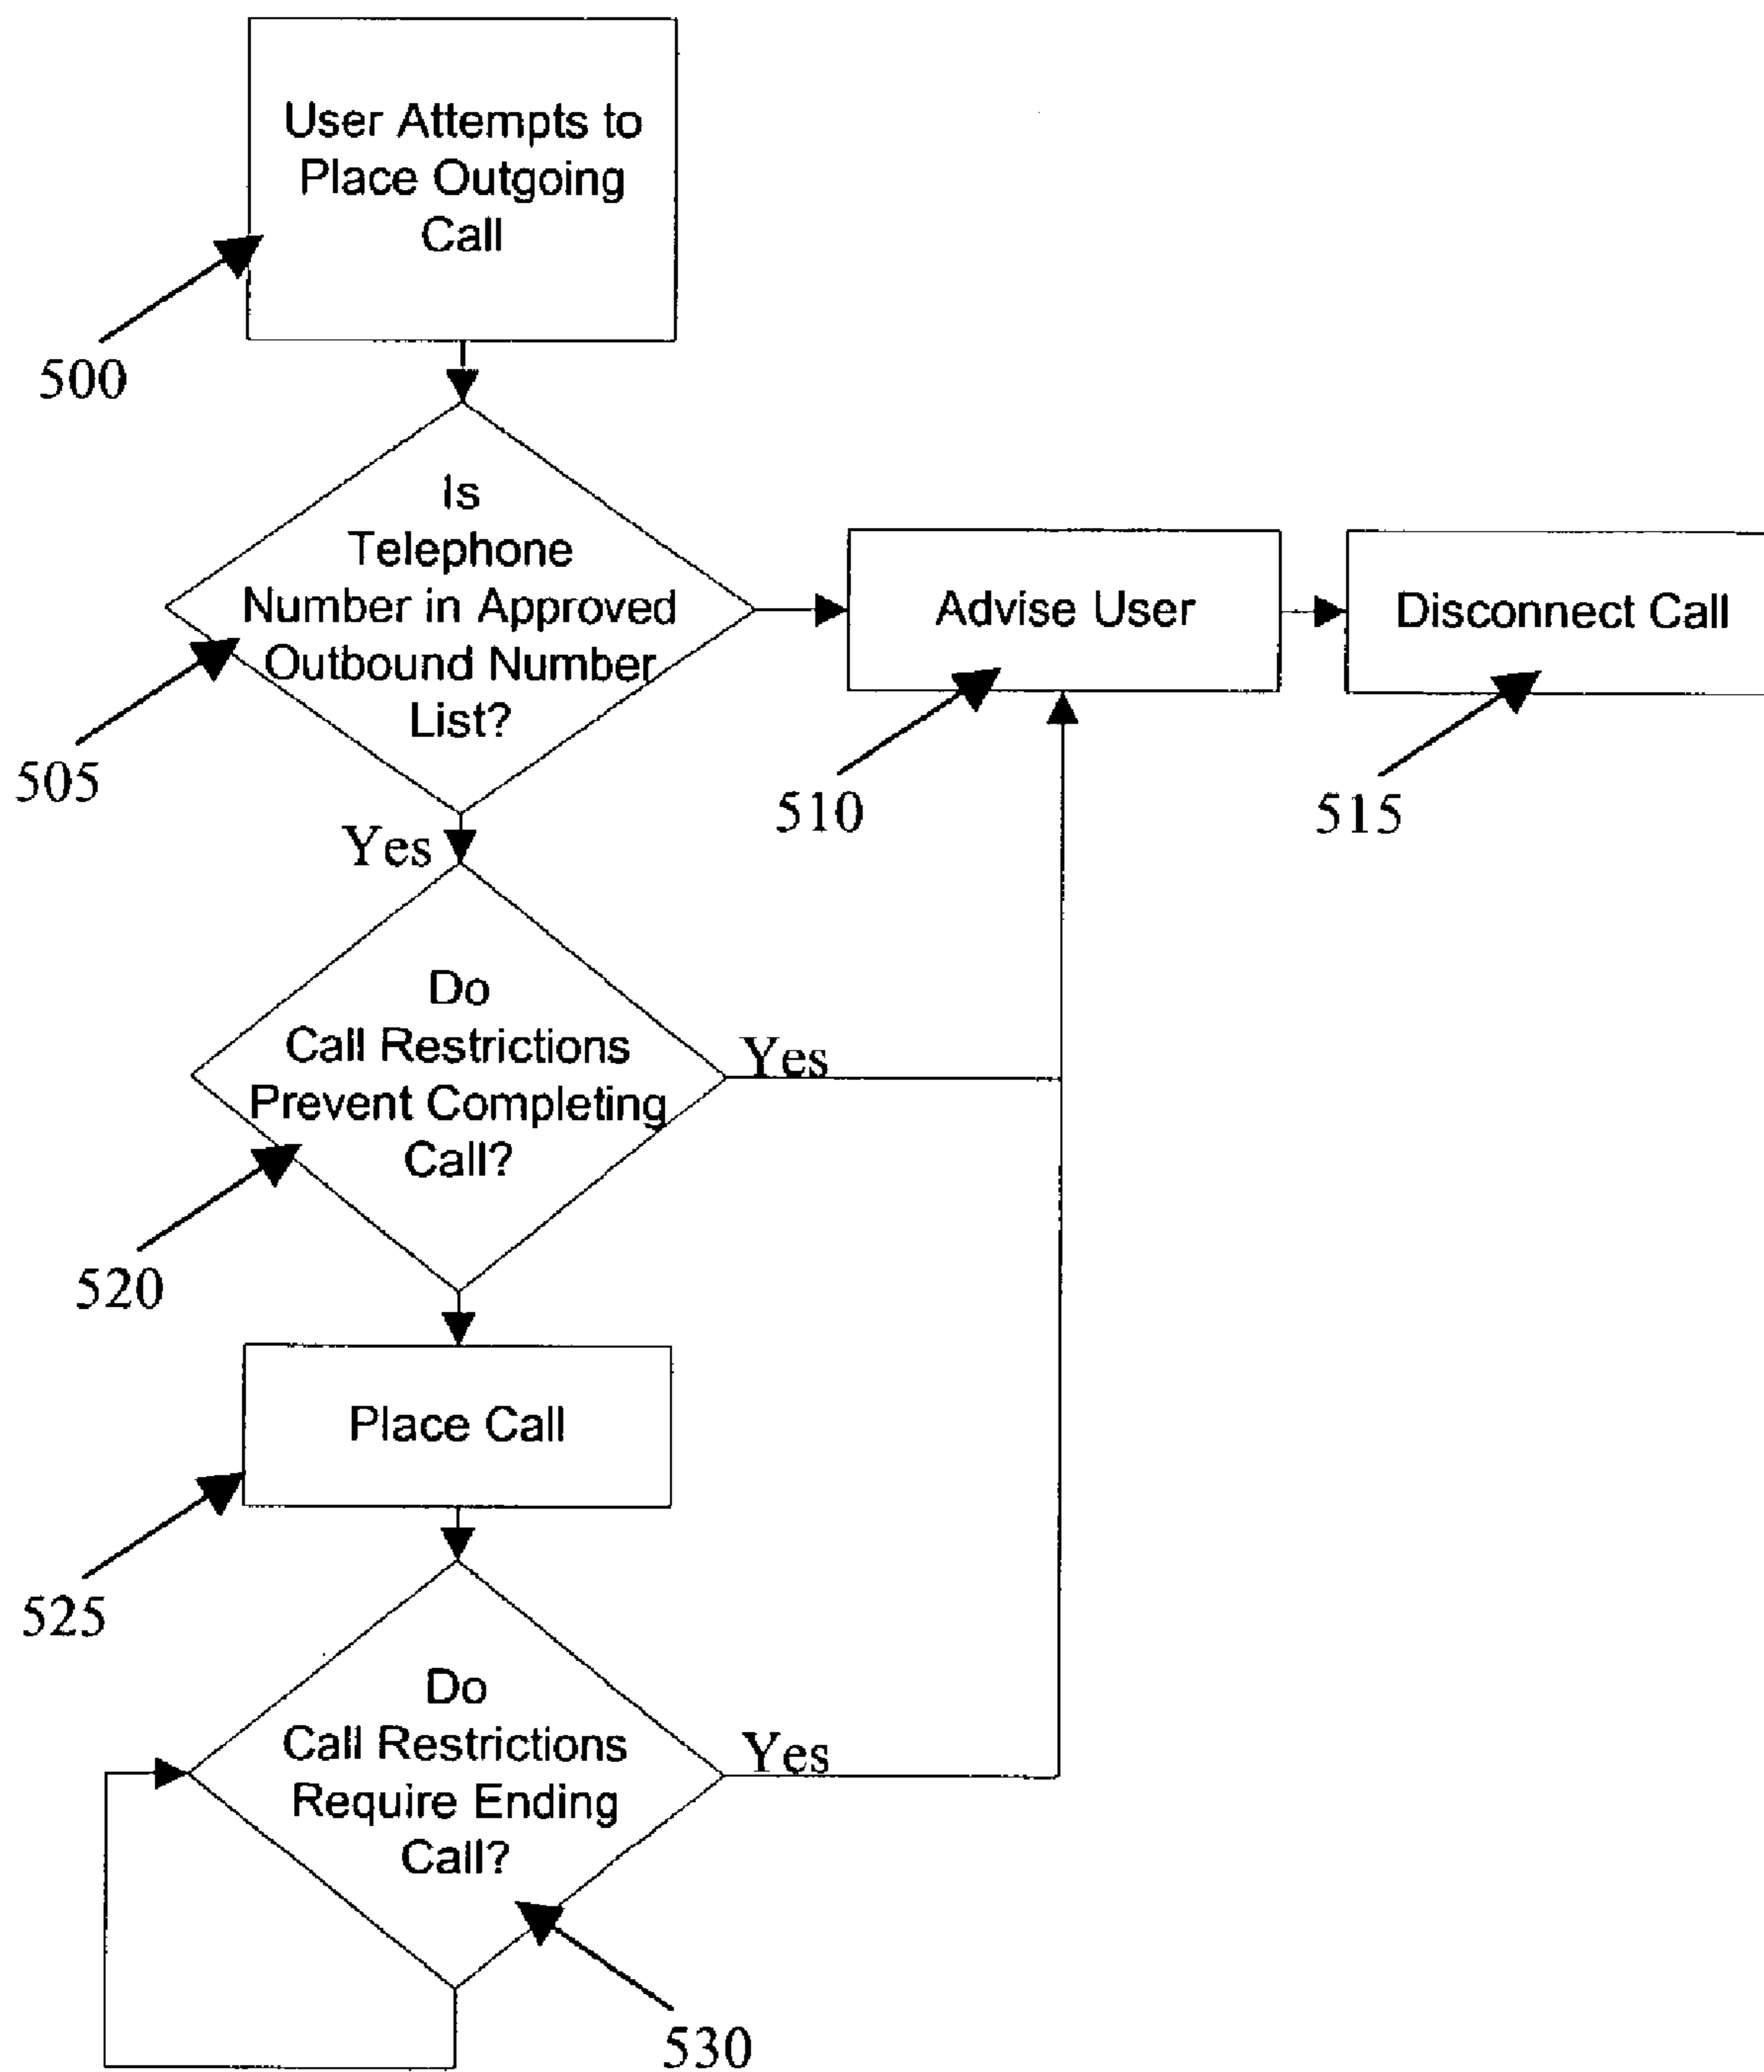 User Attempts to
Place Outgoing
Call
500
Is
Telephone
Number in Approved
Outbound Number
List?
505
Advise User
510
Disconnect Call
515
Yes
Do
Call Restrictions
Prevent Completing
Call?
Yes
520
Place Call
525
Do
Call Restrictions
Require Ending
Call?
Yes
530